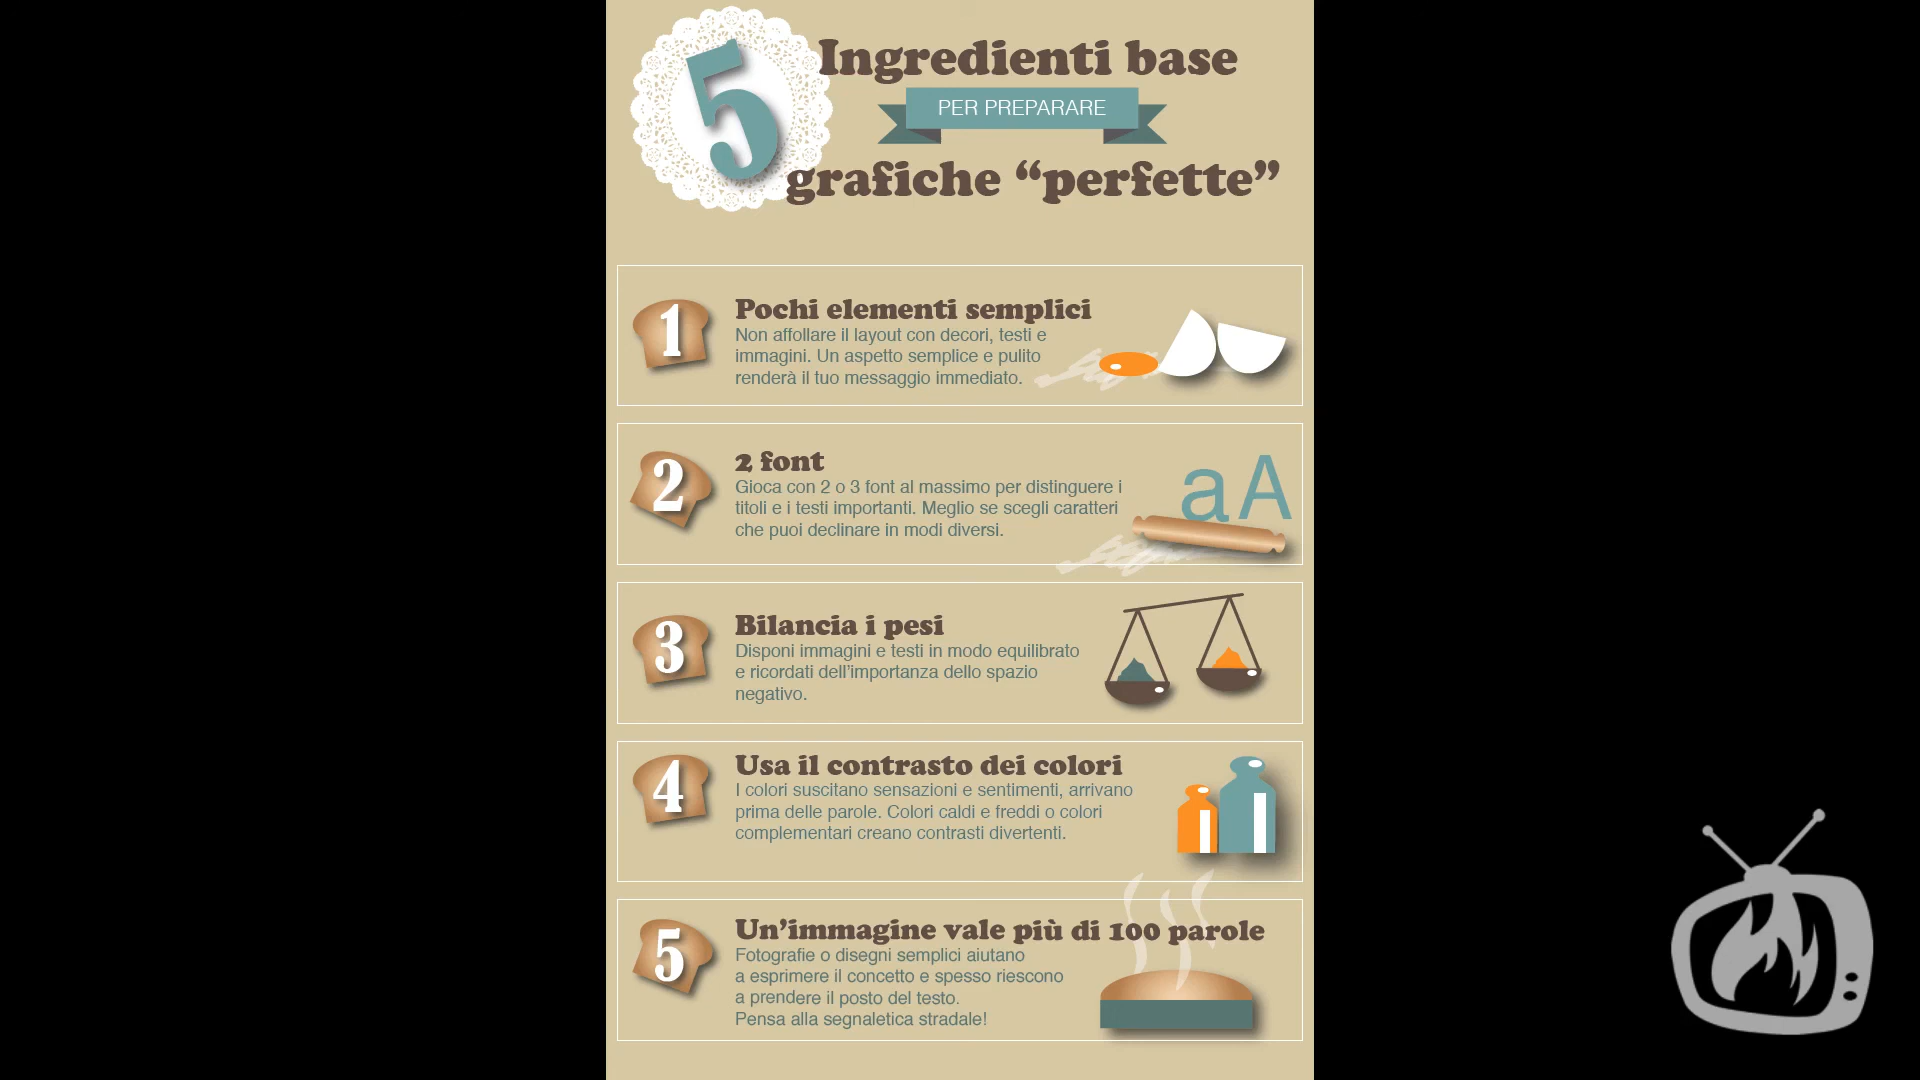 5
Ingredienti base
PER PREPARARE
grafiche “perfette”
1
Pochi elementi semplici
Non affollare il layout con decori, testi e
immagini. Un aspetto semplice e pulito
renderà il tuo messaggio immediato.
2
2 font
Gioca con 2 o 3 font al massimo per distinguere i
titoli e i testi importanti. Meglio se scegli caratteri
che puoi declinare in modi diversi.
aA
3
Bilancia i pesi
Disponi immagini e testi in modo equilibrato
e ricordati dell’importanza dello spazio
negativo.
4
Usa il contrasto dei colori
I colori suscitano sensazioni e sentimenti, arrivano
prima delle parole. Colori caldi e freddi o colori
complementari creano contrasti divertenti.
5
Un’immagine vale più di 100 parole
Fotografie o disegni semplici aiutano
a esprimere il concetto e spesso riescono
a prendere il posto del testo.
Pensa alla segnaletica stradale!